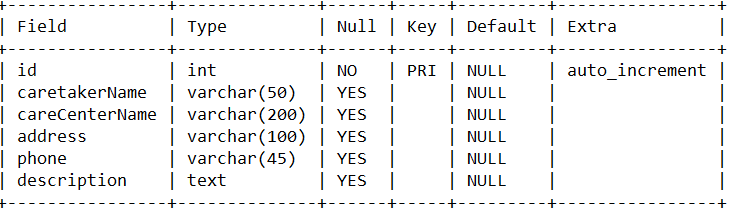 +---------------+--------------+------+-----+---------+----------------+
| Field         | Type         | Null | Key | Default | Extra          |
+---------------+--------------+------+-----+---------+----------------+
| id            | int          | NO   | PRI | NULL    | auto_increment |
| caretakerName | varchar(50)  | YES  |     | NULL    |                |
| careCenterName | varchar(200) | YES  |     | NULL    |                |
| address       | varchar(100) | YES  |     | NULL    |                |
| phone         | varchar(45)  | YES  |     | NULL    |                |
| description   | text         | YES  |     | NULL    |                |
+---------------+--------------+------+-----+---------+----------------+